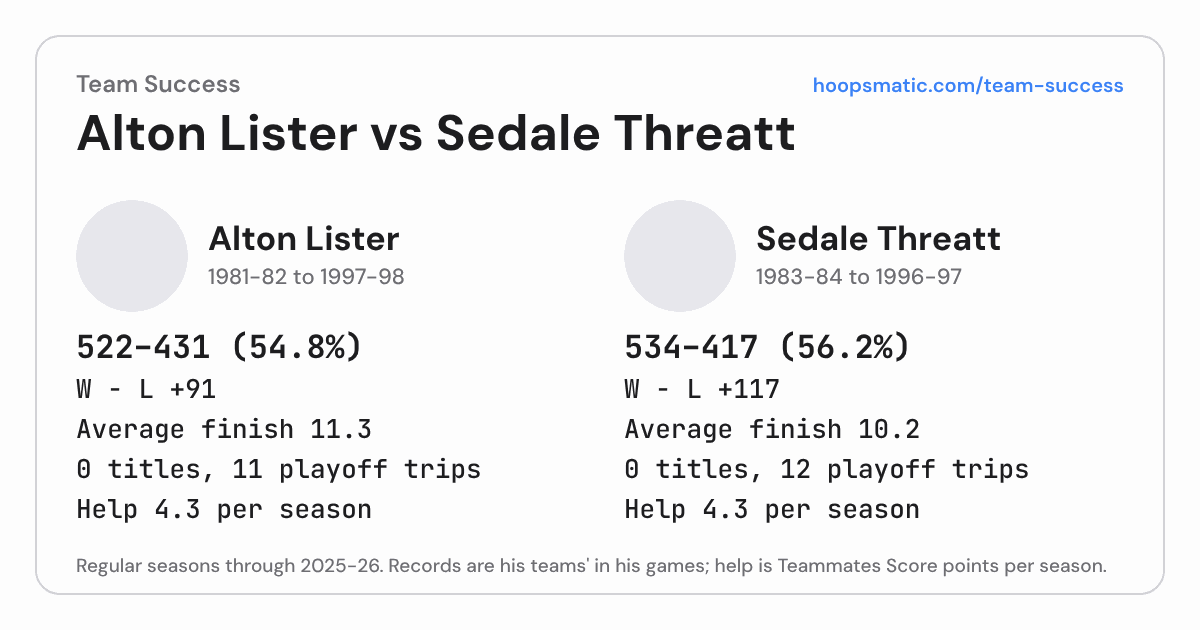 Team Success
hoopsmatic.com/team-success
Alton Lister vs Sedale Threatt
Alton Lister
1981-82 to 1997-98
522-431 (54.8%)
W - L +91
Average finish 11.3
0 titles, 11 playoff trips
Help 4.3 per season
Sedale Threatt
1983-84 to 1996-97
534-417 (56.2%)
W - L +117
Average finish 10.2
0 titles, 12 playoff trips
Help 4.3 per season
Regular seasons through 2025-26. Records are his teams' in his games; help is Teammates Score points per season.